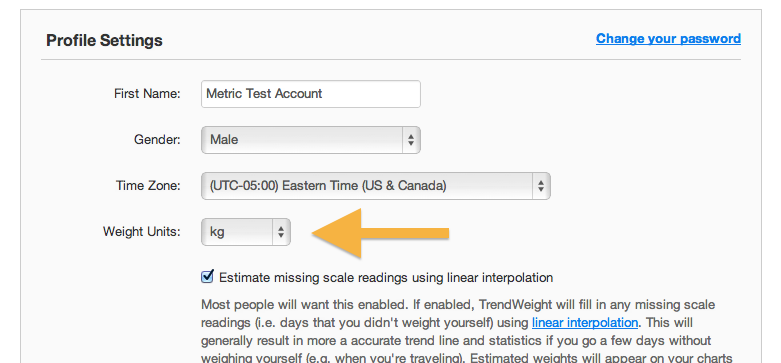 Profile Settings Change your password
First Name: Metric Test Account
Gender: Male
Time Zone: (UTC-05:00) Eastern Time (US & Canada)
Weight Units: kg
Estimate missing scale readings using linear interpolation
Most people will want this enabled. If enabled, TrendWeight will fill in any missing scale
readings (i.e. days that you didn't weight yourself) using linear interpolation. This will
generally result in more a accurate trend line and statistics if you go a few days without
weighing yourself (e.g. when you're traveling). Estimated weights will appear on your charts